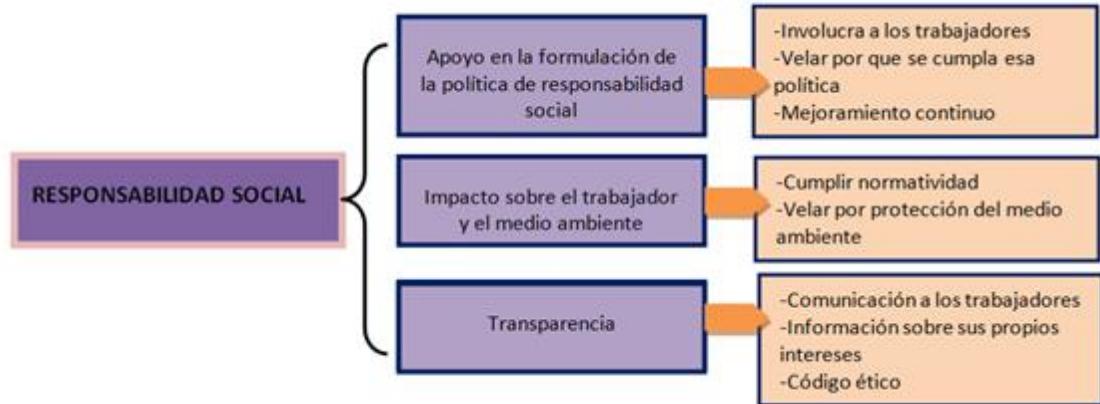 RESPONSABILIDAD SOCIAL
Apoyo en la formulación de
la política de responsabilidad
social
-Involucra a los trabajadores
-Velar por que se cumpla esa
política
-Mejoramiento continuo
Impacto sobre el trabajador
y el medio ambiente
-Cumplir normatividad
-Velar por protección del medio
ambiente
Transparencia
-Comunicación a los trabajadores
-Información sobre sus propios
intereses
-Código ético